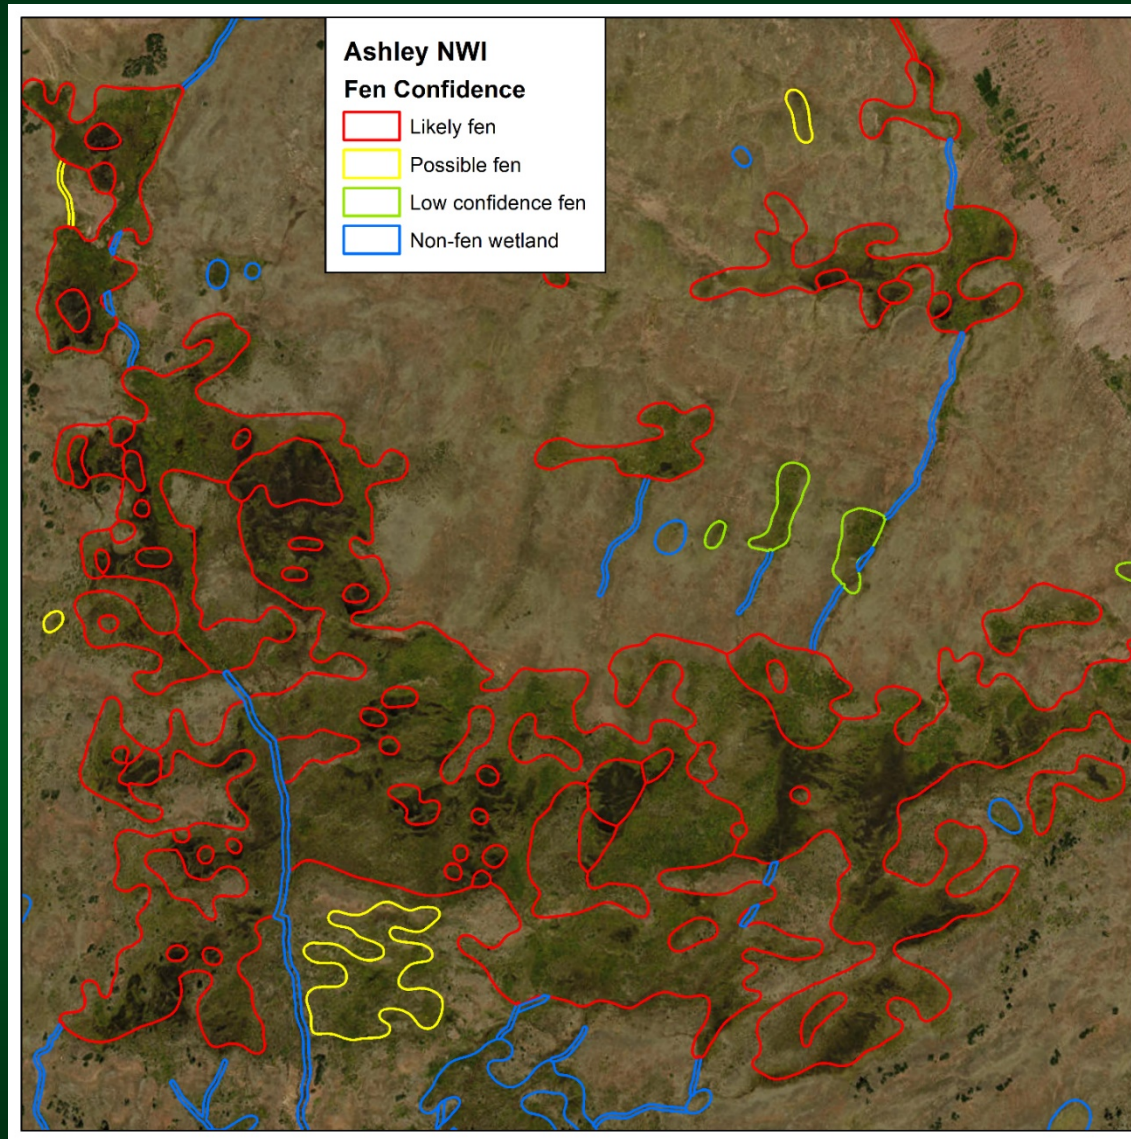 Ashley NWI
Fen Confidence
Likely fen
Possible fen
Low confidence fen
Non-fen wetland